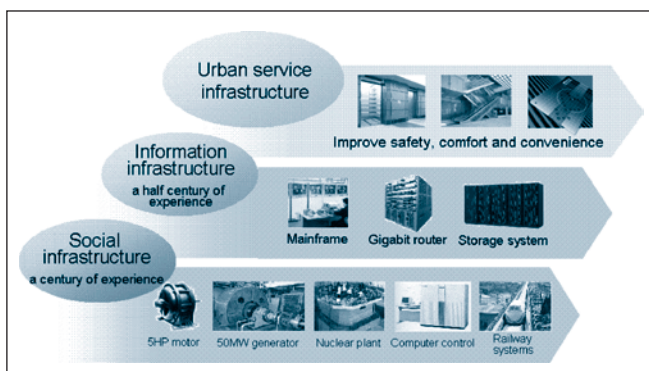 Urban service
infrastructure
Improve safety, comfort and convenience
Information
infrastructure
a half century of
experience
Mainframe
Gigabit router
Storage system
Social
infrastructure
a century of experience
5HP motor
50MW generator
Nuclear plant
Computer control
Railway
systems